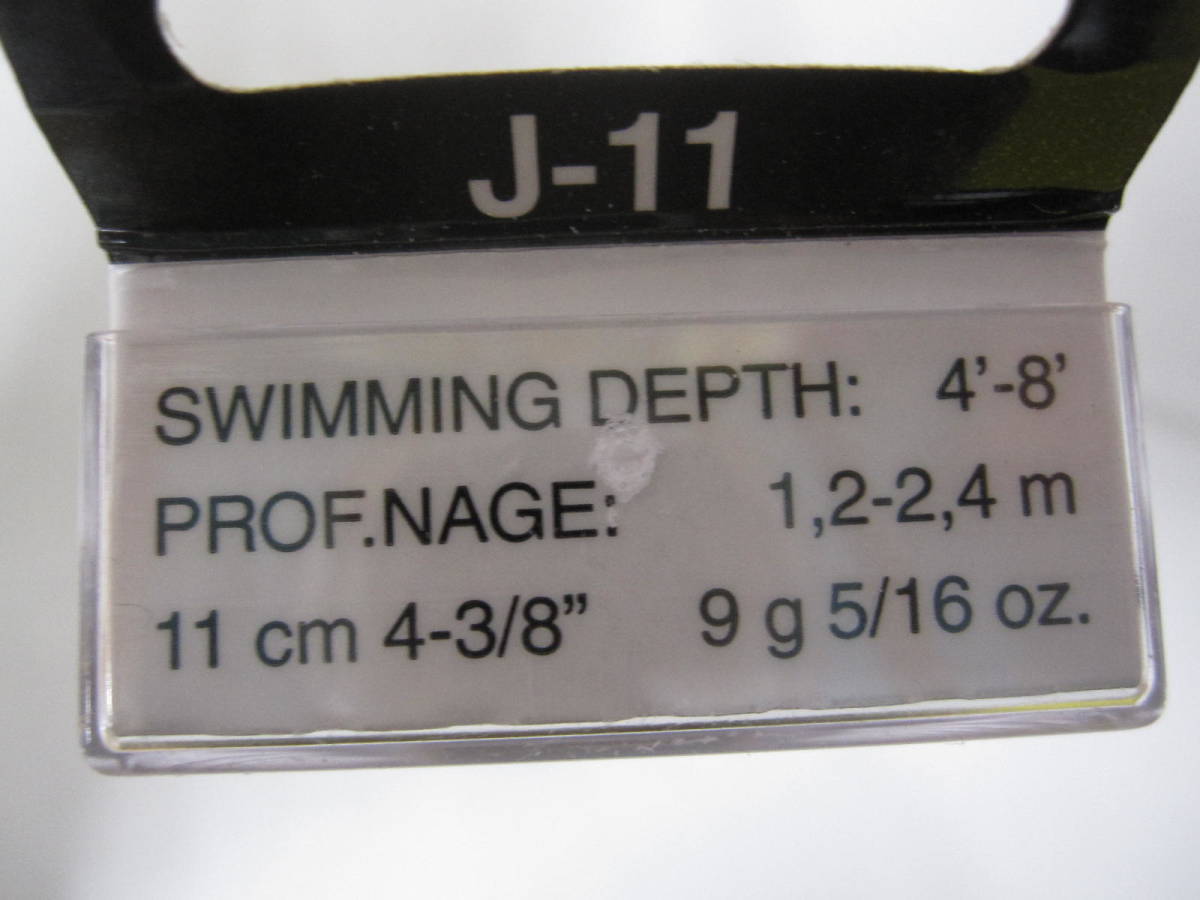 J-11
SWIMMING DEPTH: 4'-8'
PROF.NAGE: 1,2-2,4 m
11 cm 4-3/8” 9 g 5/16 oz.